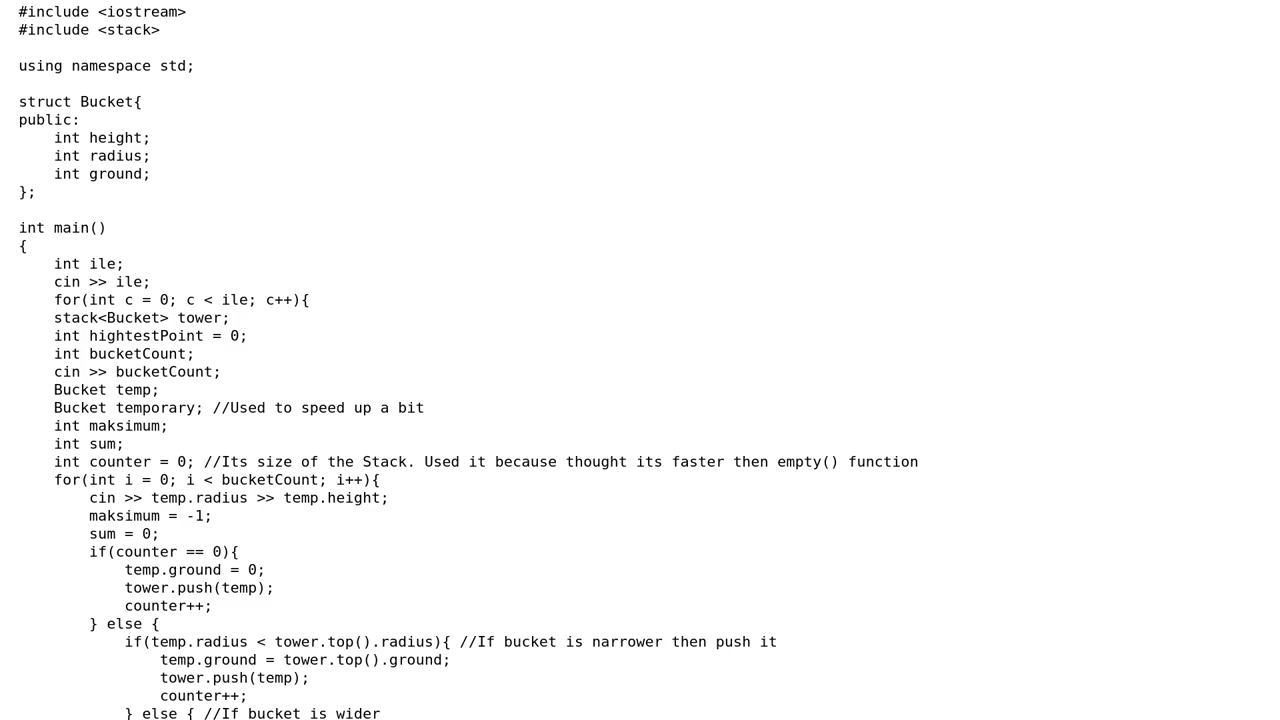 #include <iostream>
#include <stack>

using namespace std;

struct Bucket{
public:
    int height;
    int radius;
    int ground;
};

int main()
{
    int ile;
    cin >> ile;
    for(int c = 0; c < ile; c++){
    stack<Bucket> tower;
    int hightestPoint = 0;
    int bucketCount;
    cin >> bucketCount;
    Bucket temp;
    Bucket temporary; //Used to speed up a bit
    int maksimum;
    int sum;
    int counter = 0; //Its size of the Stack. Used it because thought its faster then empty() function
    for(int i = 0; i < bucketCount; i++){
        cin >> temp.radius >> temp.height;
        maksimum = -1;
        sum = 0;
        if(counter == 0){
            temp.ground = 0;
            tower.push(temp);
            counter++;
        } else {
            if(temp.radius < tower.top().radius){ //If bucket is narrower then push it
                temp.ground = tower.top().ground;
                tower.push(temp);
                counter++;
            } else { //If bucket is wider